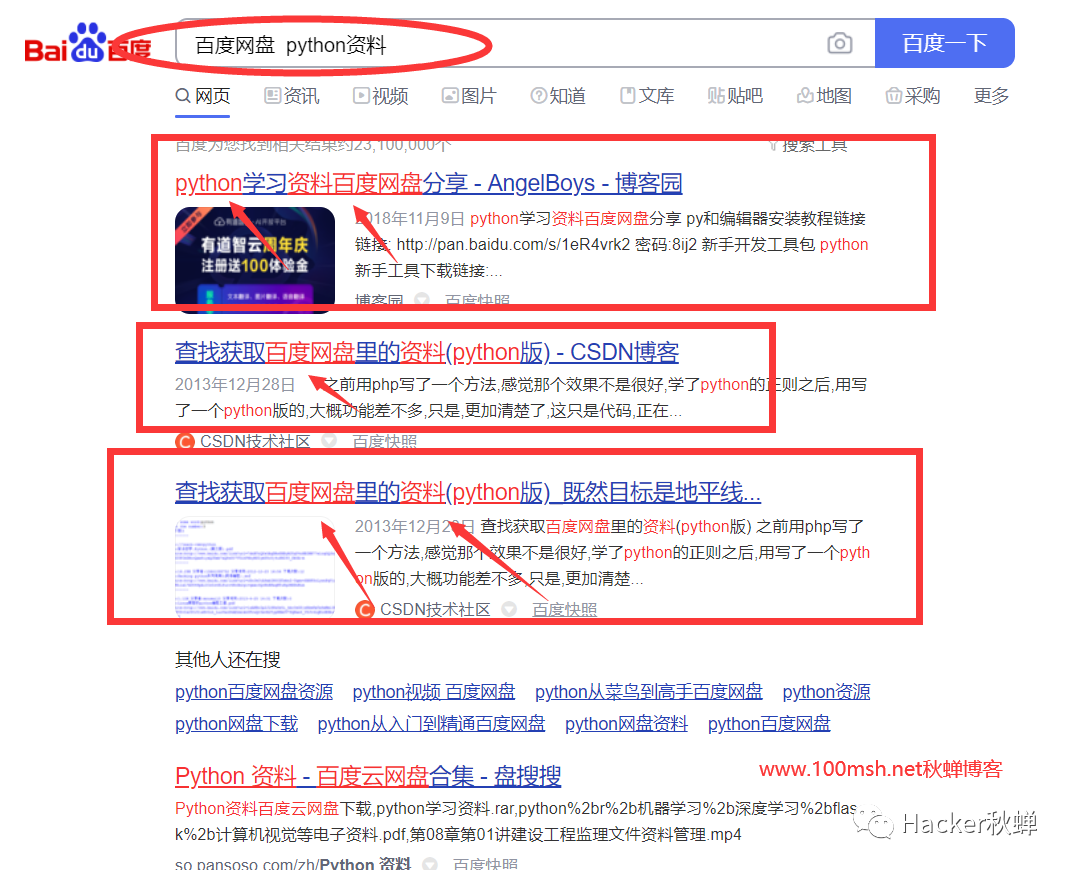 Bai du 百度
百度网盘 python资料
百度一下
网页 资讯 视频 图片 知道 文库 贴吧 地图 采购 更多
百度为您找到相关结果约23,100,000个 搜索工具
python学习资料百度网盘分享 - AngelBoys - 博客园
2018年11月9日 python学习资料百度网盘分享 py和编辑器安装教程链接
链接: http://pan.baidu.com/s/1eR4vrk2 密码:8ij2 新手开发工具包 python
新手工具下载链接:...
有道智云周年庆
注册送100体验金
博客园 百度快照
查找获取百度网盘里的资料(python版) - CSDN博客
2013年12月28日 之前用php写了一个方法,感觉那个效果不是很好,学了python的正则之后,用写
了一个python版的,大概功能差不多,只是,更加清楚了,这只是代码,正在...
CSDN技术社区 百度快照
查找获取百度网盘里的资料(python版)_既然目标是地平线...
2013年12月28日 查找获取百度网盘里的资料(python版) 之前用php写了
一个方法,感觉那个效果不是很好,学了python的正则之后,用写了一个pyth
on版的,大概功能差不多,只是,更加清楚...
CSDN技术社区 百度快照
其他人还在搜
python百度网盘资源 python视频 百度网盘 python从菜鸟到高手百度网盘 python资源
python网盘下载 python从入门到精通百度网盘 python网盘资料 python百度网盘
Python 资料 - 百度云网盘合集 - 盘搜搜
www.100msh.net秋蝉博客
Python资料百度云网盘下载,python学习资料.rar,python%2br%2b机器学习%2b深度学习%2bflas
k%2b计算机视觉等电子资料.pdf,第08章第01讲建设工程监理文件资料管理.mp4
Hacker秋蝉
so.pansoso.com/zh/Python 资料 百度快照